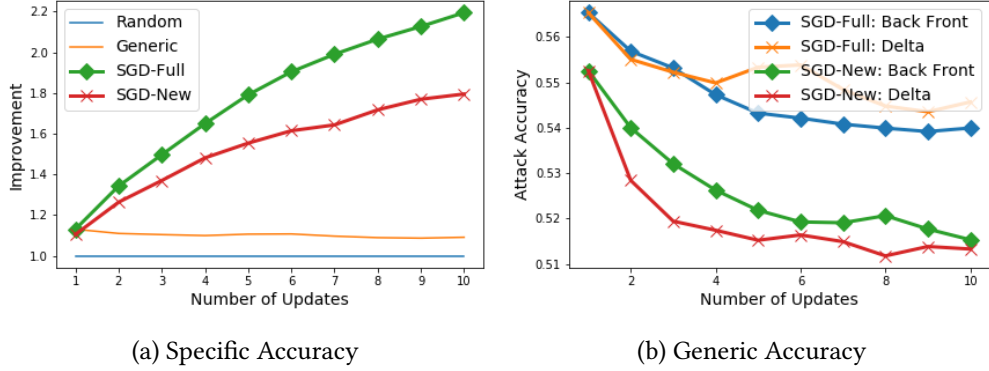 Improvement
2.2
2.0
1.8
1.6
1.4
1.2
1.0
Random
Generic
SGD-Full
SGD-New
1 2 3 4 5 6 7 8 9 10
Number of Updates
(a) Specific Accuracy
Attack Accuracy
0.56
0.55
0.54
0.53
0.52
0.51
SGD-Full: Back Front
SGD-Full: Delta
SGD-New: Back Front
SGD-New: Delta
2 4 6 8 10
Number of Updates
(b) Generic Accuracy